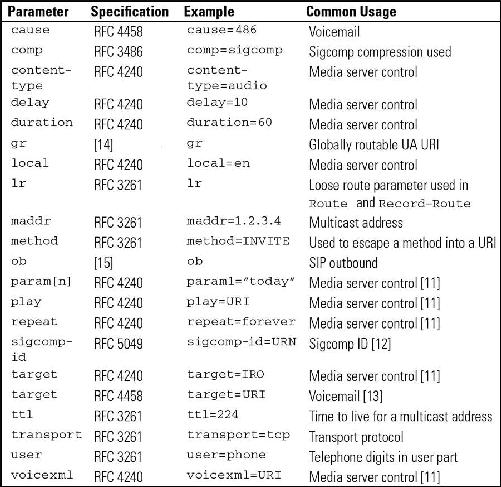 Parameter Specification Example Common Usage
cause RFC 4458 cause=486 Voicemail
comp RFC 3486 comp=sigcomp Sigcomp compression used
content- RFC 4240 content- Media server control
type type=audio
delay RFC 4240 delay=10 Media server control
duration RFC 4240 duration=60 Media server control
gr [14] gr Globally routable UA URI
local RFC 4240 local=en Media server control
lr RFC 3261 lr Loose route parameter used in
Route and Record-Route
maddr RFC 3261 maddr=1.2.3.4 Multicast address
method RFC 3261 method=INVITE Used to escape a method into a URI
ob [15] ob SIP outbound
param[n] RFC 4240 param1="today" Media server control [11]
play RFC 4240 play=URI Media server control [11]
repeat RFC 4240 repeat=forever Media server control [11]
sigcomp- RFC 5049 sigcomp-id=URN Sigcomp ID [12]
id
target RFC 4240 target=IRO Media server control [11]
target RFC 4458 target=URI Voicemail [13]
ttl RFC 3261 ttl=224 Time to live for a multicast address
transport RFC 3261 transport=tcp Transport protocol
user RFC 3261 user=phone Telephone digits in user part
voicexml RFC 4240 voicexml=URI Media server control [11]